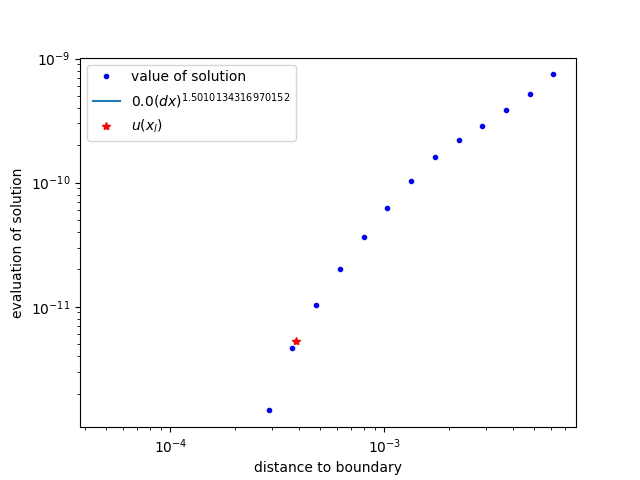 10⁻⁹
value of solution
0.0(dx)^1.5010134316970152
u(x_l)
10⁻¹⁰
evaluation of solution
10⁻¹¹
10⁻⁴
10⁻³
distance to boundary